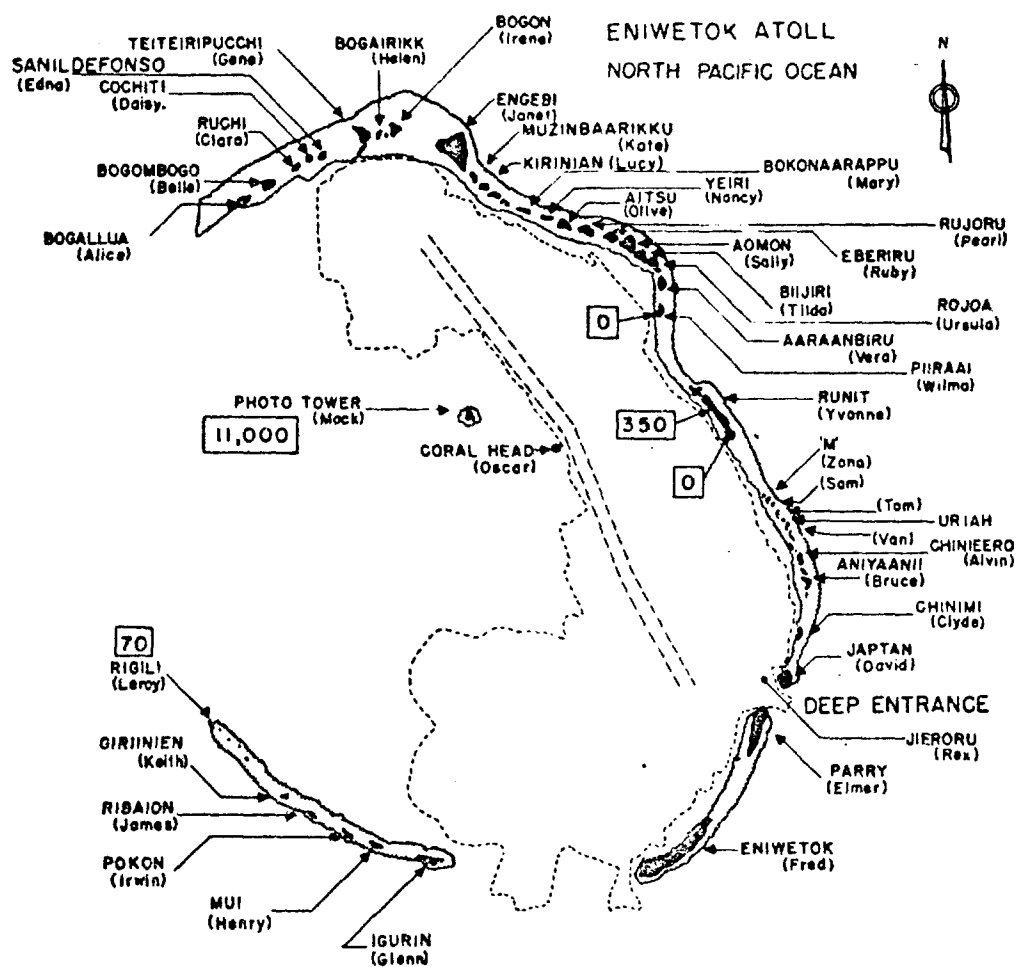 ENIWETOK ATOLL
NORTH PACIFIC OCEAN
N
BOGON
(Irene)
BOGAIRIKK
(Helen)
TEITEIRIPUCCHI
(Gene)
SANILDEFONSO
(Edna)
COCHITI
(Daisy.
RUCHI
(Clara)
BOGOMBOGO
(Belle)
BOGALLUA
(Alice)
ENGEBI
(Janet)
MUZINBAARIKKU
(Kate)
KIRINIAN (Lucy)
BOKONAARAPPU
(Mary)
YEIRI
(Nancy)
AITSU
(Olive)
RUJORU
(Pearl)
EBERIRU
(Ruby)
AOMON
(Sally)
BIIJIRI
(Tilda)
ROJOA
(Ursula)
AARAANBIRU
(Vera)
PIIRAAI
(Wilma)
0
RUNIT
(Yvonne)
350
0
PHOTO TOWER
(Mack)
11,000
CORAL HEAD
(Oscar)
'M'
(Zona)
(Sam)
(Tom)
URIAH
(Van)
CHINIEERO
(Alvin)
ANIYAANII
(Bruce)
CHINIMI
(Clyde)
JAPTAN
(David)
DEEP ENTRANCE
JIERORU
(Rex)
PARRY
(Elmer)
ENIWETOK
(Fred)
70
RIGILI
(Leroy)
GIRIINIEN
(Keith)
RIBAION
(James)
POKON
(Irwin)
MUI
(Henry)
IGURIN
(Glenn)